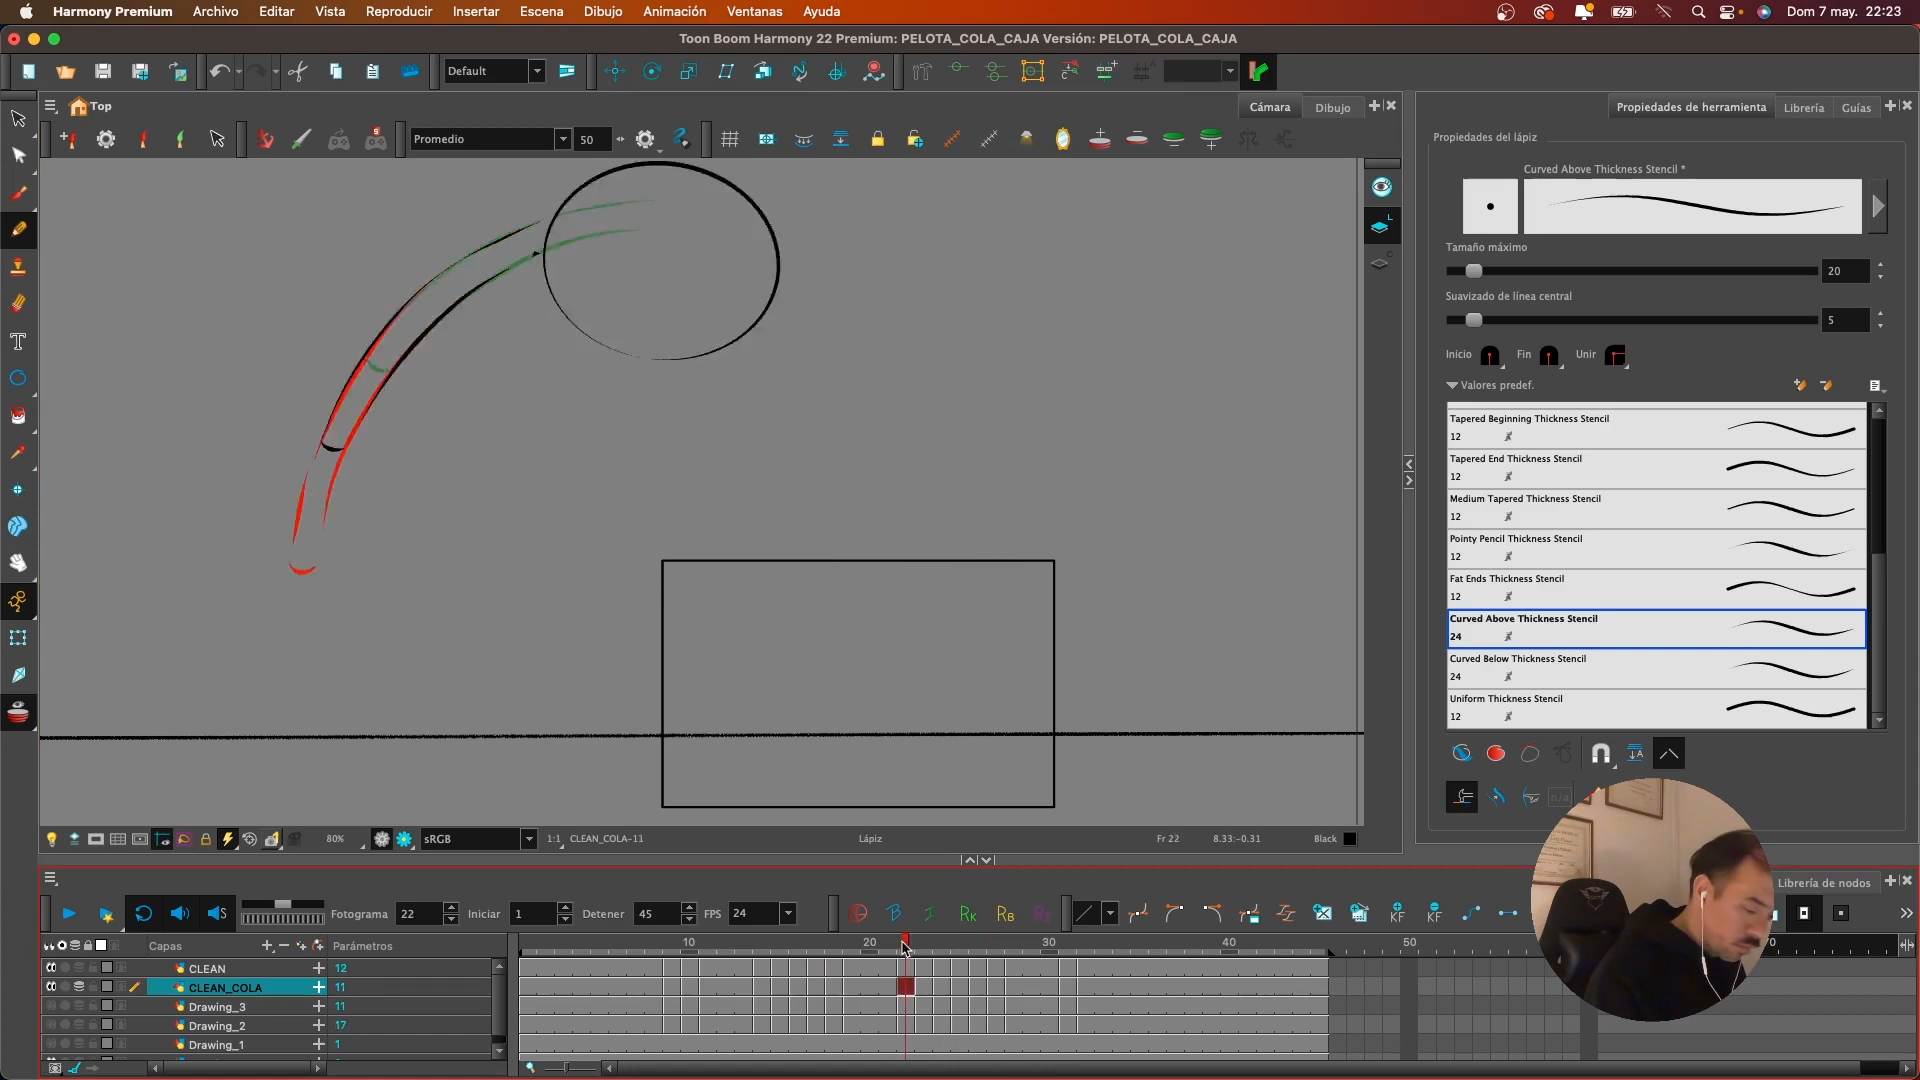 Harmony Premium Archivo Editar Vista Reproducir Insertar Escena Dibujo Animación Ventanas Ayuda Dom 7 may. 22:23
Toon Boom Harmony 22 Premium: PELOTA_COLA_CAJA Versión: PELOTA_COLA_CAJA
Default
Top
Cámara Dibujo
Propiedades de herramienta Librería Guías
Promedio 50
Propiedades del lápiz
Curved Above Thickness Stencil *
Tamaño máximo
20
Suavizado de línea central
5
Inicio Fin Unir
Valores predef.
Tapered Beginning Thickness Stencil
12
Tapered End Thickness Stencil
12
Medium Tapered Thickness Stencil
12
Pointy Pencil Thickness Stencil
12
Fat Ends Thickness Stencil
12
Curved Above Thickness Stencil
24
Curved Below Thickness Stencil
24
Uniform Thickness Stencil
12
n/a
80% sRGB 1:1 CLEAN_COLA-11 Lápiz Fr 22 8.33:-0.31 Black
Librería de nodos
Fotograma 22 Iniciar 1 Detener 45 FPS 24
Capas Parámetros
10 20 30 40 50
CLEAN 12
CLEAN_COLA 11
Drawing_3 11
Drawing_2 17
Drawing_1 1